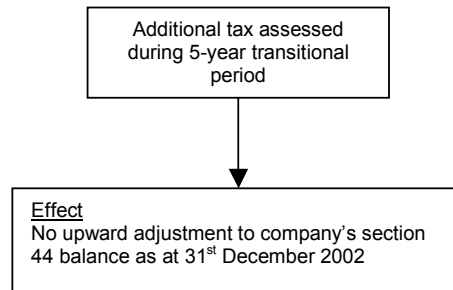 Additional tax assessed
during 5-year transitional
period
Effect
No upward adjustment to company’s section
44 balance as at 31st December 2002